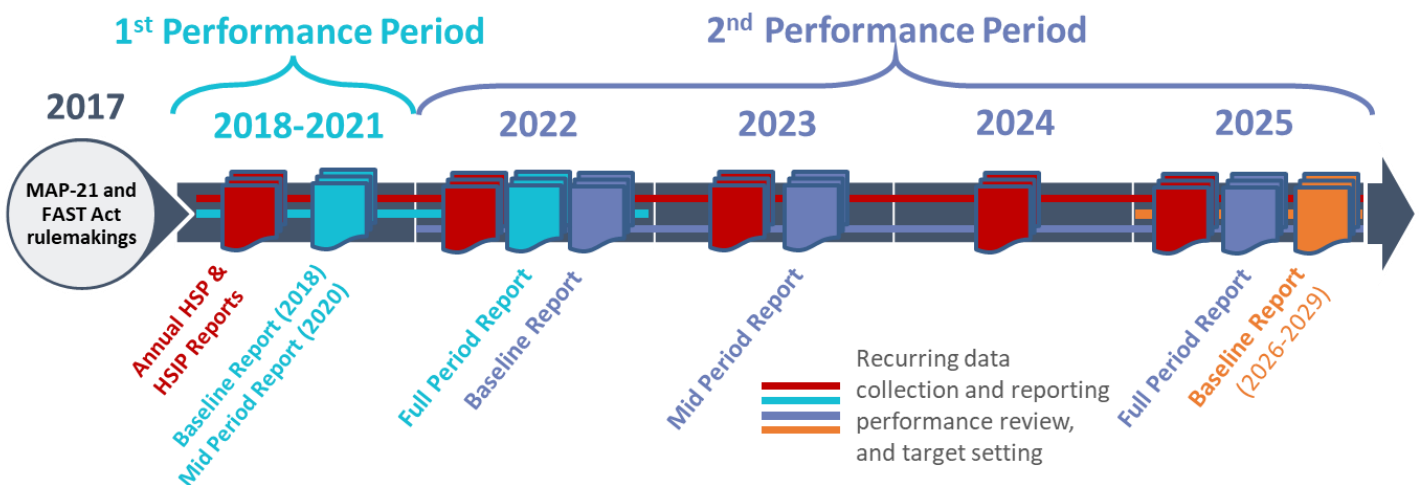 1st Performance Period
2nd Performance Period
2017
2018-2021
2022
2023
2024
2025
MAP-21 and
FAST Act
rulemakings
Annual HSP &
HSIP Reports
Baseline Report (2018)
Mid Period Report (2020)
Full Period Report
Baseline Report
Mid Period Report
Full Period Report
Baseline Report
(2026-2029)
Recurring data
collection and reporting
performance review,
and target setting